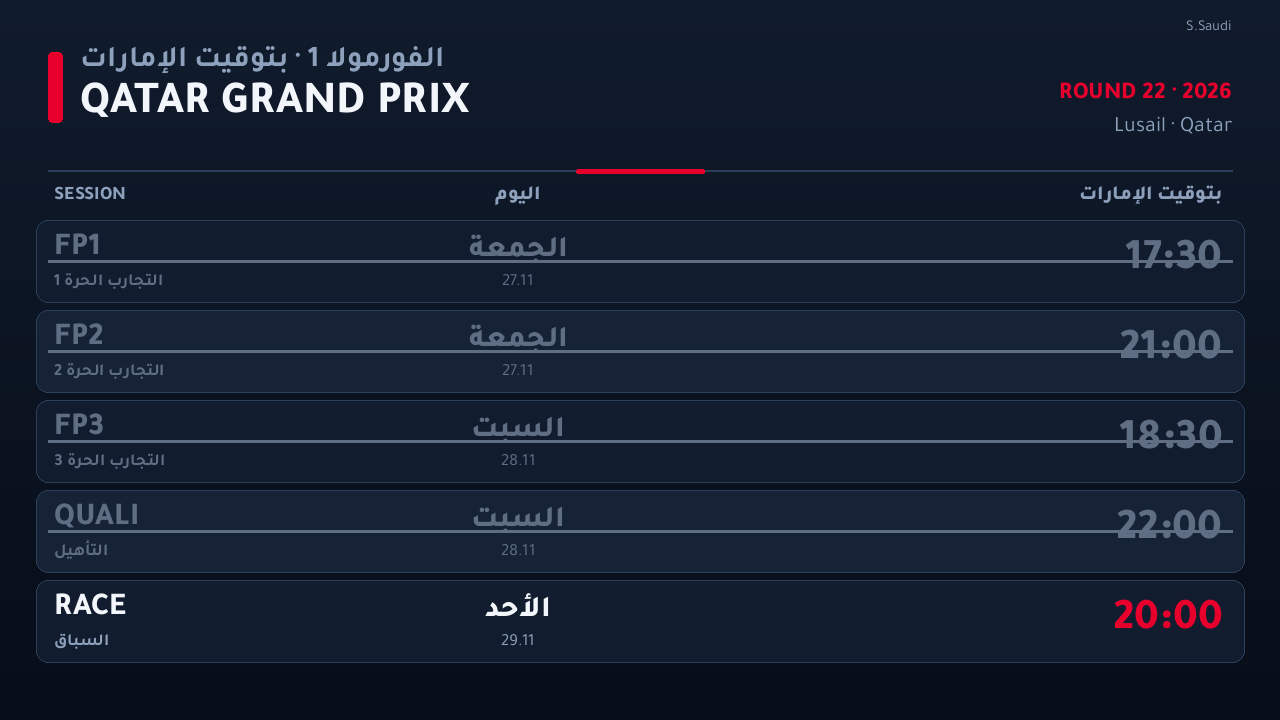 S.Saudi
الفورمولا 1 · بتوقيت الإمارات
QATAR GRAND PRIX
ROUND 22 · 2026
Lusail · Qatar
SESSION اليوم بتوقيت الإمارات
FP1 الجمعة 17:30
التجارب الحرة 1 27.11
FP2 الجمعة 21:00
التجارب الحرة 2 27.11
FP3 السبت 18:30
التجارب الحرة 3 28.11
QUALI السبت 22:00
التأهيل 28.11
RACE الأحد 20:00
السباق 29.11